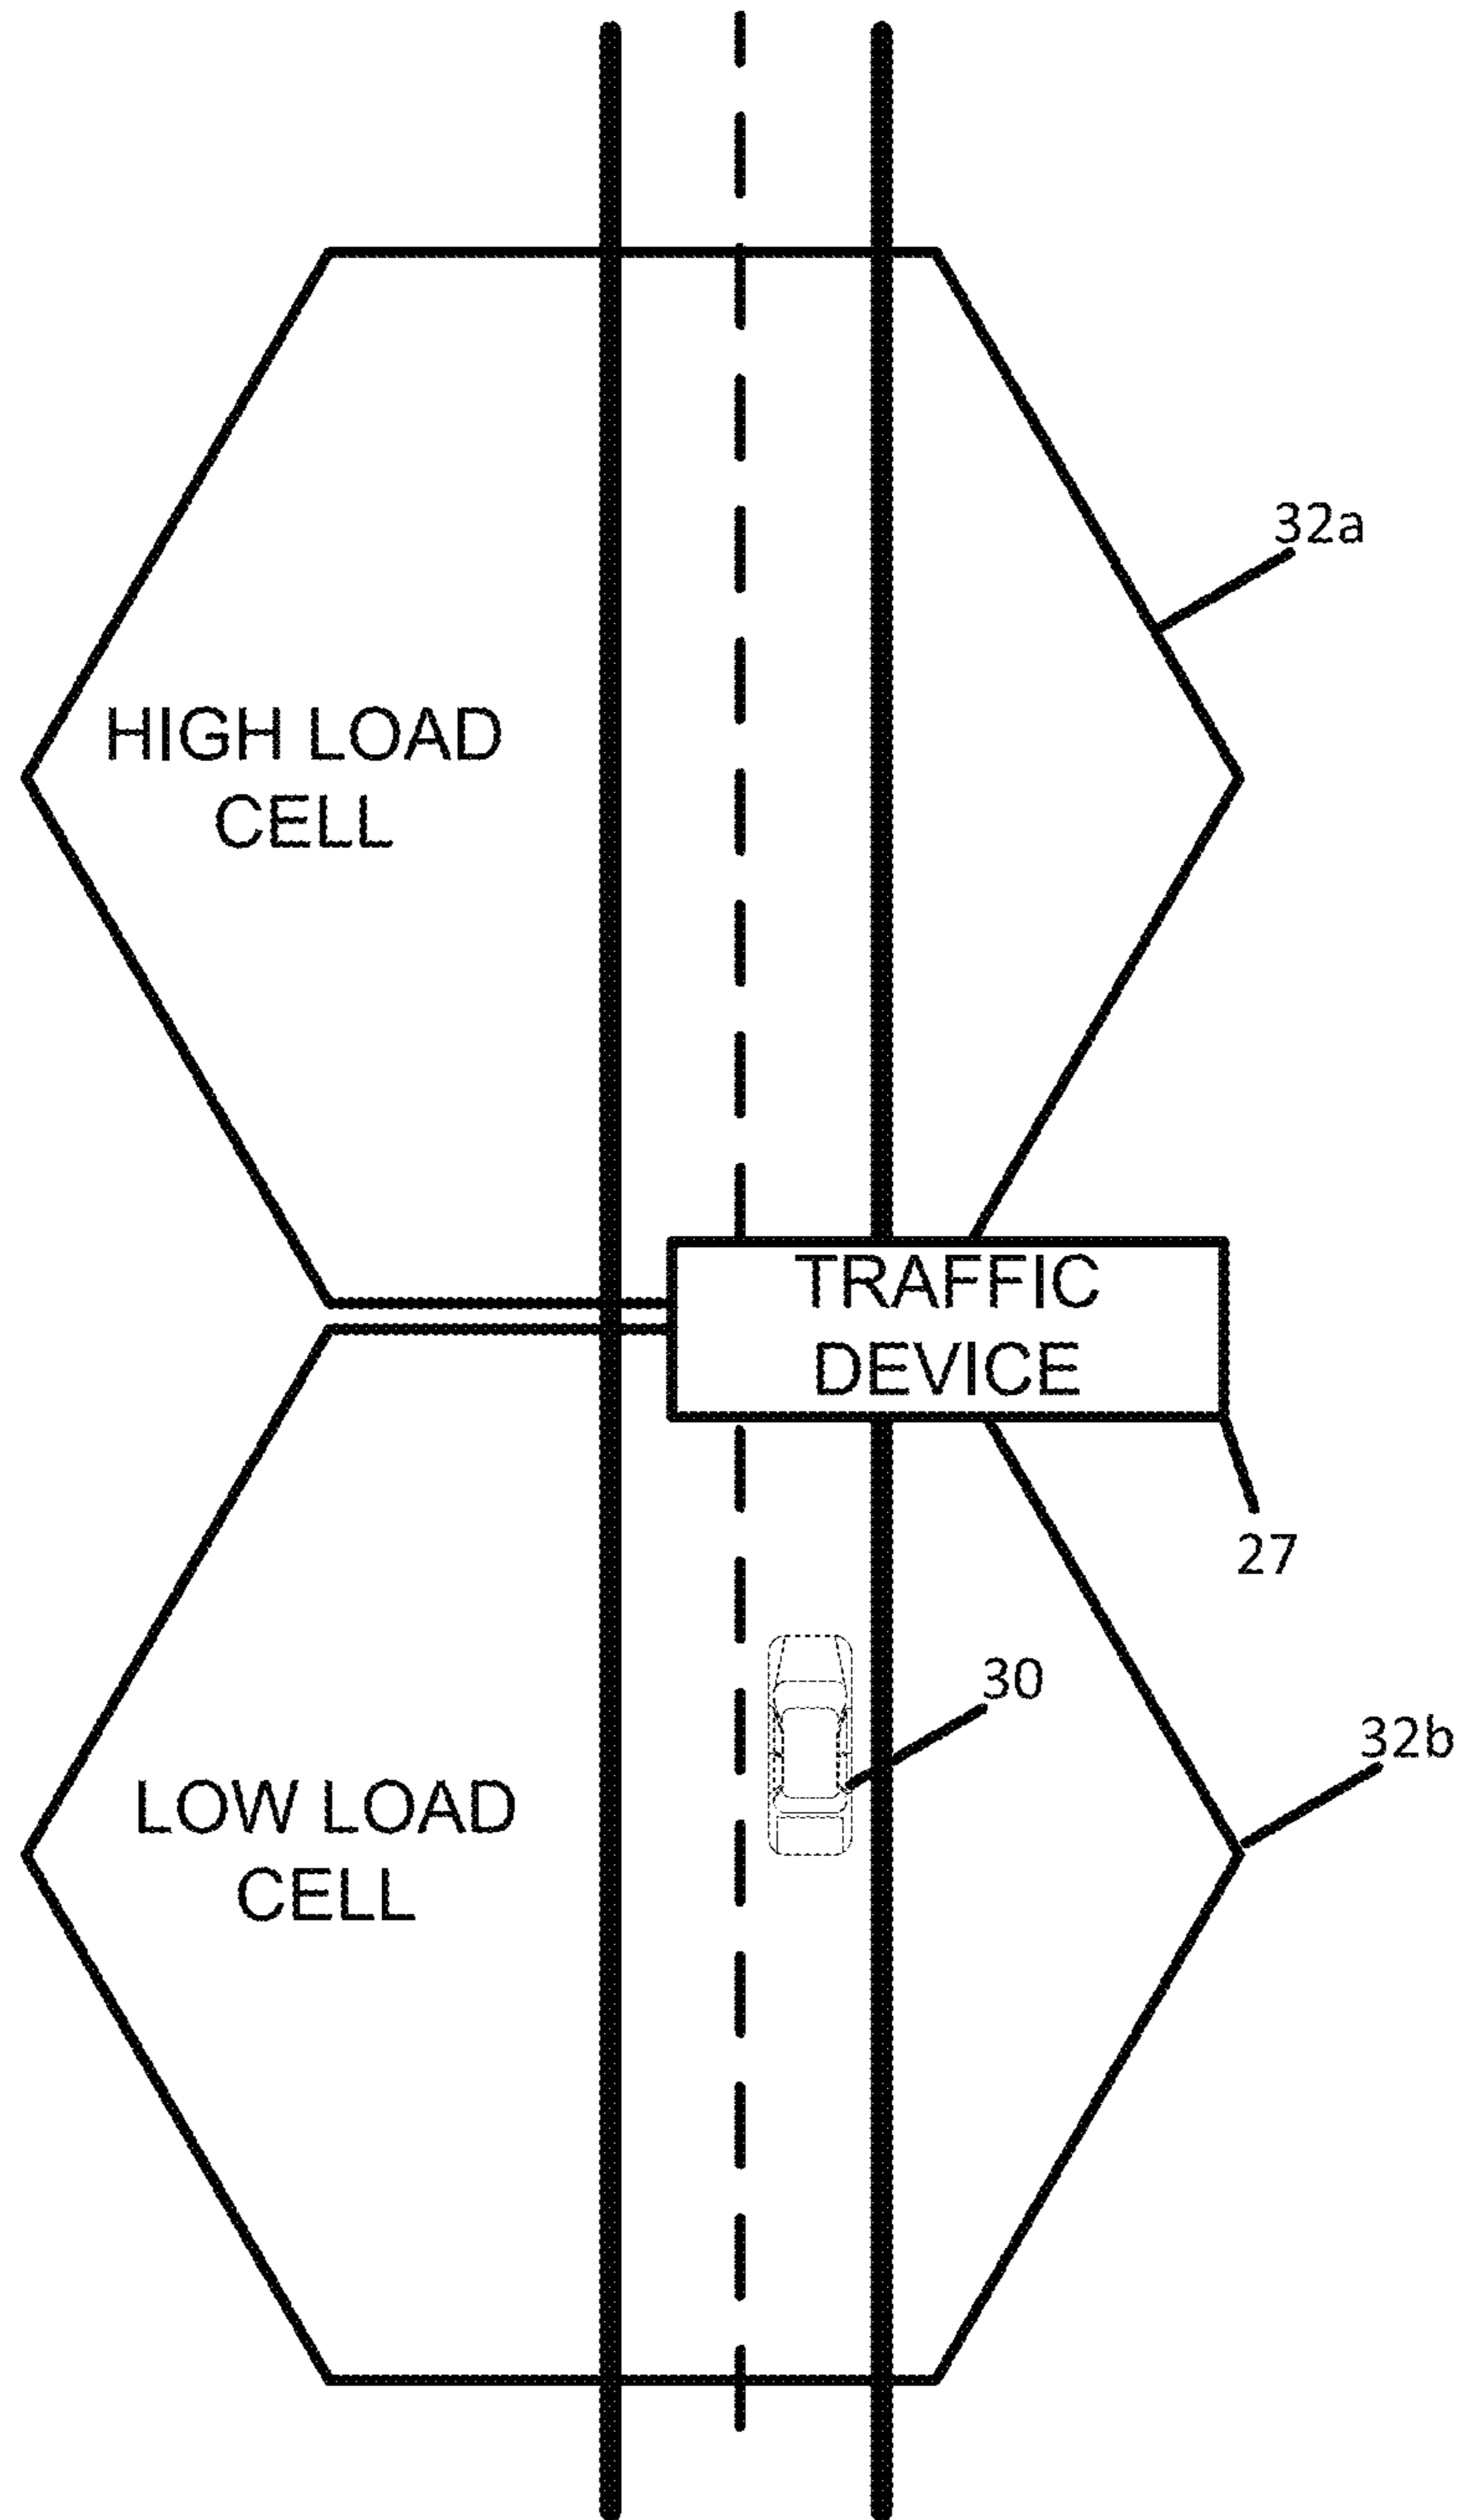 32a
HIGH LOAD
CELL
TRAFFIC
DEVICE
27
30
32b
LOW LOAD
CELL